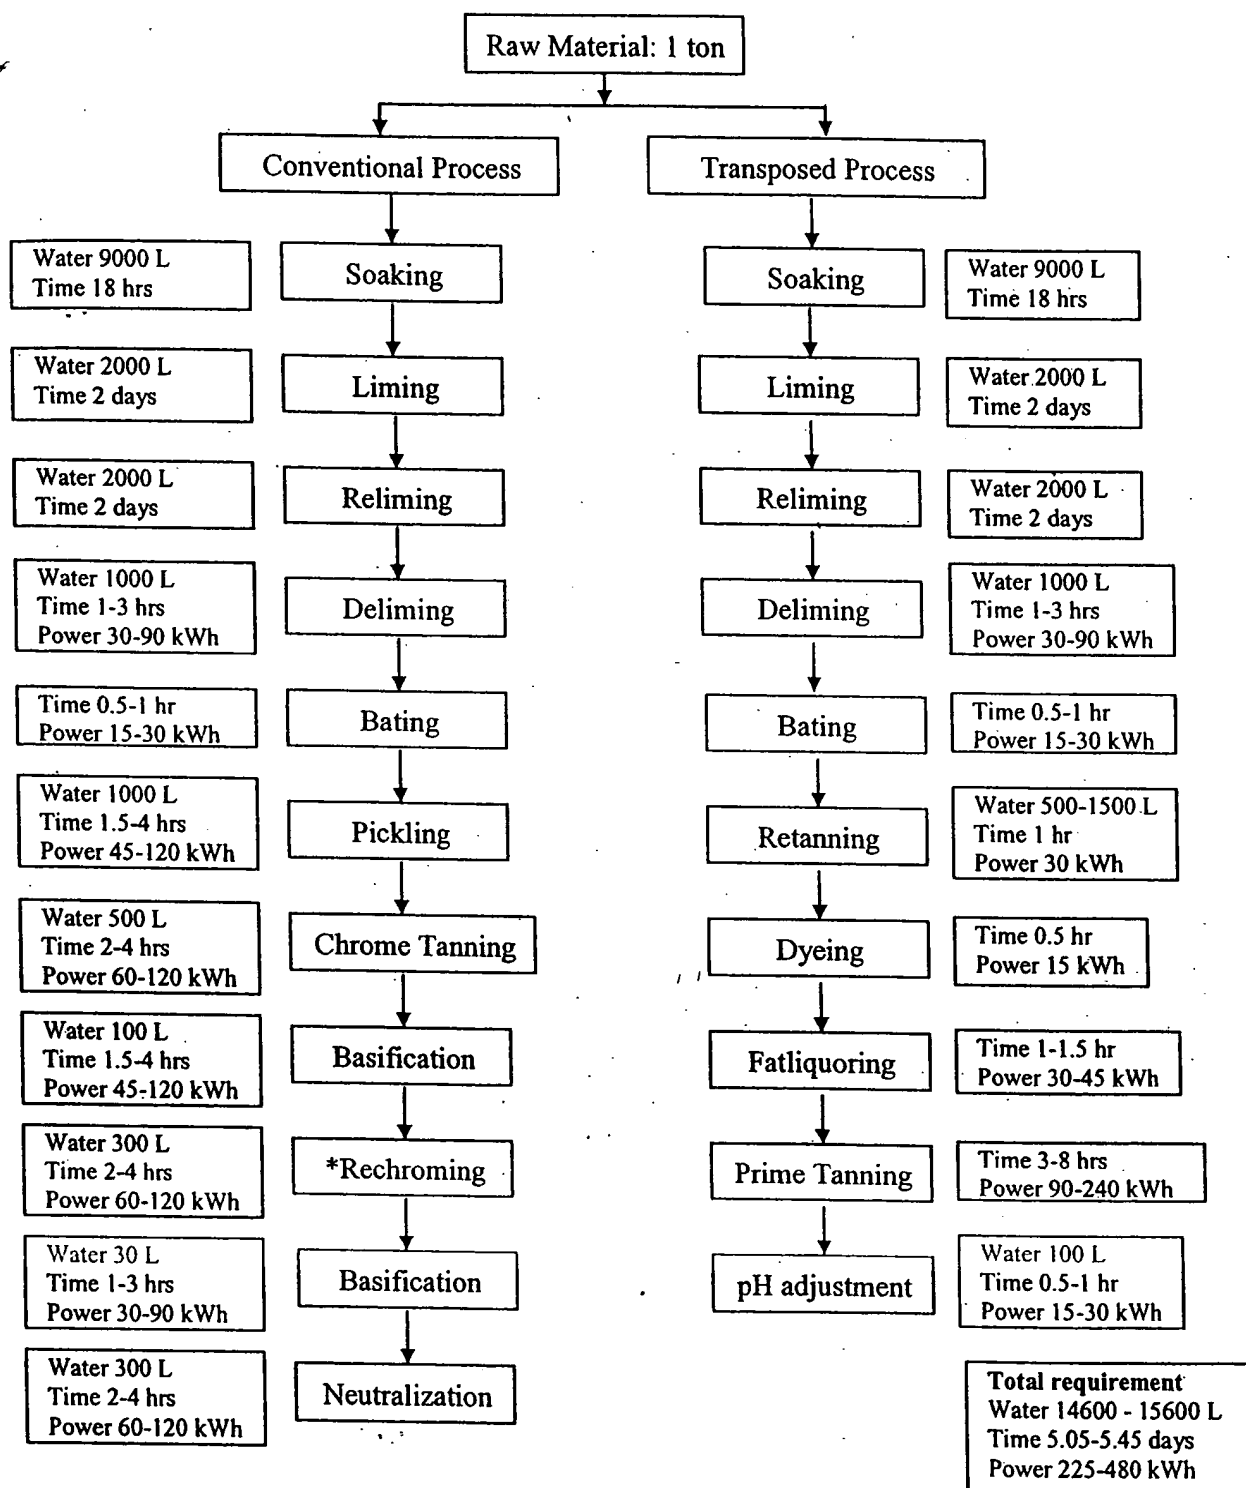 Raw Material: 1 ton
Conventional Process
Transposed Process
Water 9000 L
Time 18 hrs
Soaking
Soaking
Water 9000 L
Time 18 hrs
Water 2000 L
Time 2 days
Liming
Liming
Water 2000 L
Time 2 days
Water 2000 L
Time 2 days
Reliming
Reliming
Water 2000 L
Time 2 days
Water 1000 L
Time 1-3 hrs
Power 30-90 kWh
Deliming
Deliming
Water 1000 L
Time 1-3 hrs
Power 30-90 kWh
Time 0.5-1 hr
Power 15-30 kWh
Bating
Bating
Time 0.5-1 hr
Power 15-30 kWh
Water 1000 L
Time 1.5-4 hrs
Power 45-120 kWh
Pickling
Retanning
Water 500-1500 L
Time 1 hr
Power 30 kWh
Water 500 L
Time 2-4 hrs
Power 60-120 kWh
Chrome Tanning
Dyeing
Time 0.5 hr
Power 15 kWh
Water 100 L
Time 1.5-4 hrs
Power 45-120 kWh
Basification
Fatliquoring
Time 1-1.5 hr
Power 30-45 kWh
Water 300 L
Time 2-4 hrs
Power 60-120 kWh
*Rechroming
Prime Tanning
Time 3-8 hrs
Power 90-240 kWh
Water 30 L
Time 1-3 hrs
Power 30-90 kWh
Basification
pH adjustment
Water 100 L
Time 0.5-1 hr
Power 15-30 kWh
Water 300 L
Time 2-4 hrs
Power 60-120 kWh
Neutralization
Total requirement
Water 14600 - 15600 L
Time 5.05-5.45 days
Power 225-480 kWh